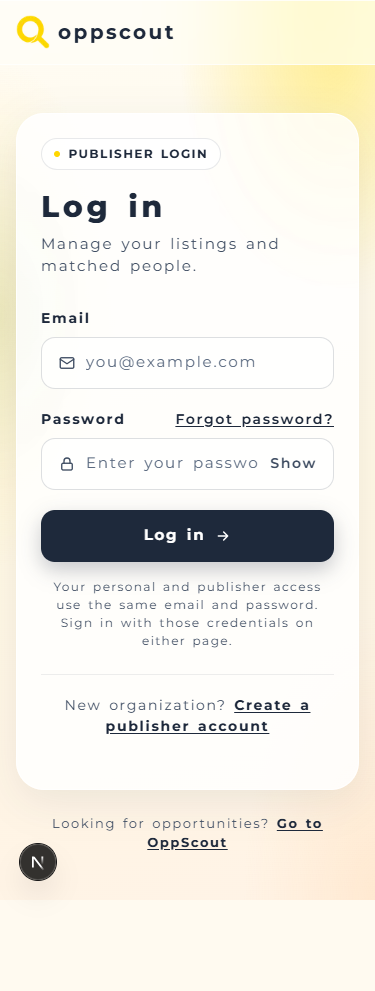 oppscout
PUBLISHER LOGIN
Log in
Manage your listings and
matched people.
Email
you@example.com
Password Forgot password?
Enter your passwo Show
Log in →
Your personal and publisher access
use the same email and password.
Sign in with those credentials on
either page.
New organization? Create a
publisher account
Looking for opportunities? Go to
OppScout
N